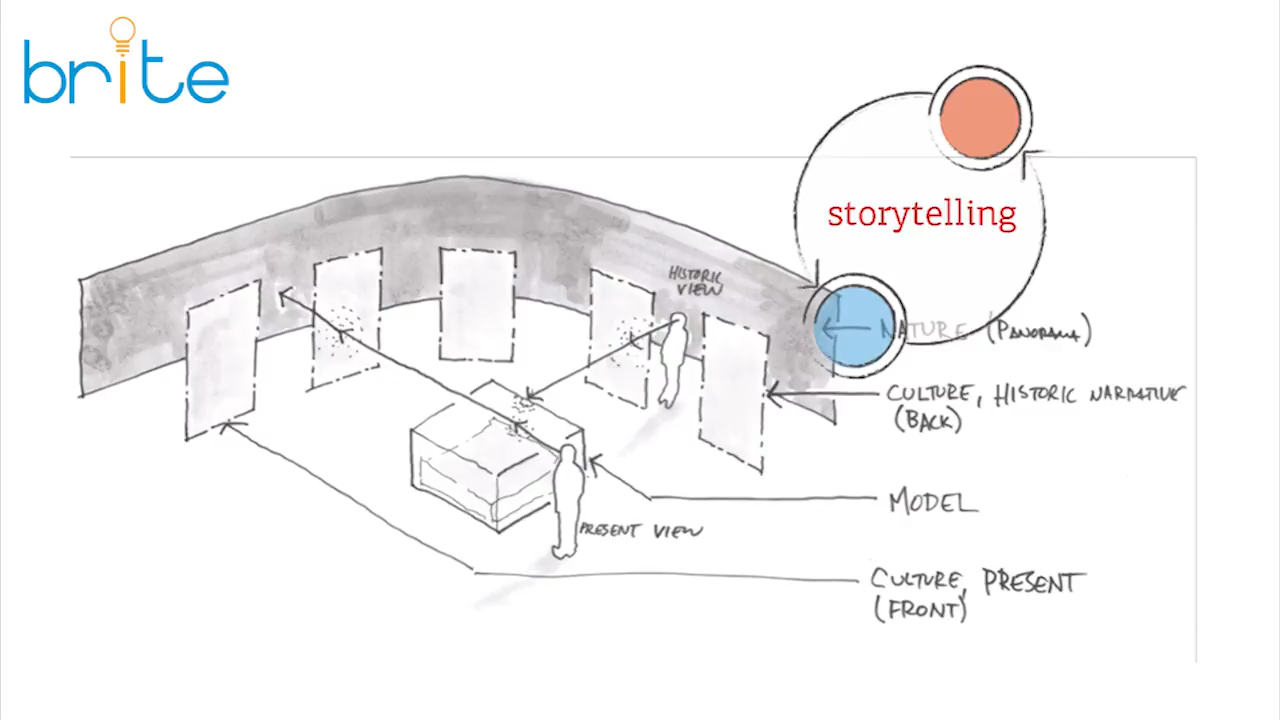 brite
storytelling
HISTORIC
VIEW
NATURE (PANORAMA)
CULTURE, HISTORIC NARRATIVE
(BACK)
MODEL
PRESENT VIEW
CULTURE, PRESENT
(FRONT)